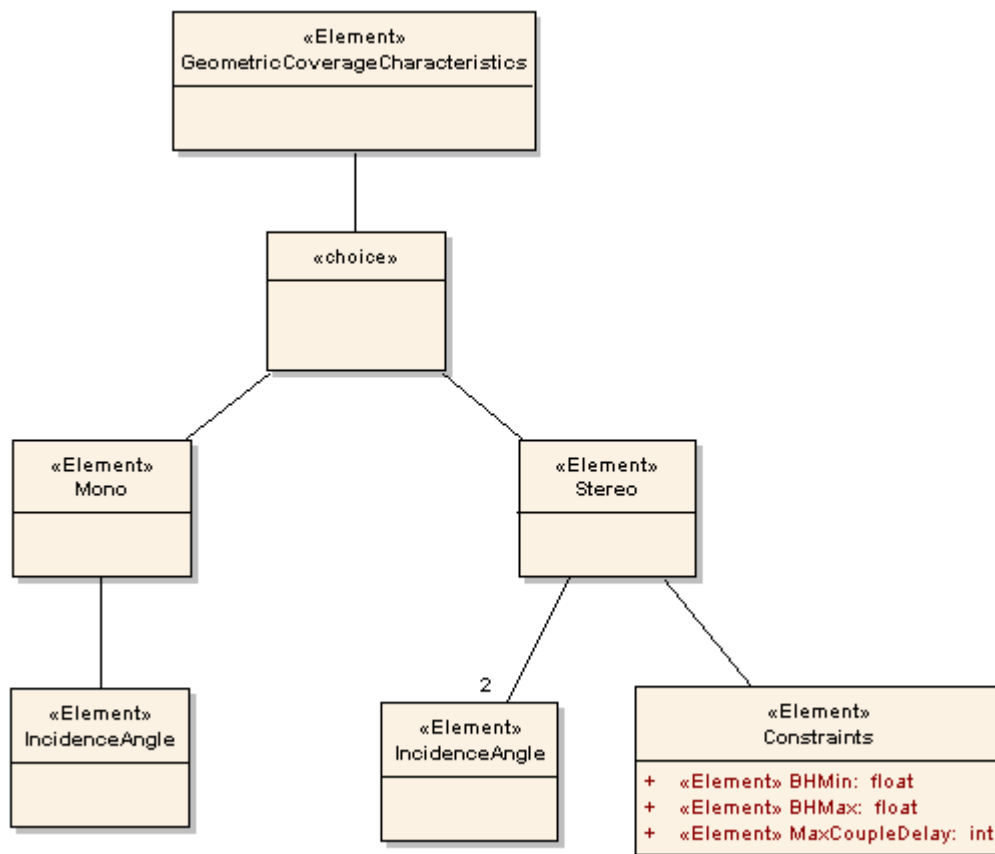 «Element»
GeometricCoverageCharacteristics
«choice»
«Element»
Mono
«Element»
Stereo
«Element»
IncidenceAngle
2
«Element»
IncidenceAngle
«Element»
Constraints
+ «Element» BHMin: float
+ «Element» BHMax: float
+ «Element» MaxCoupleDelay: int